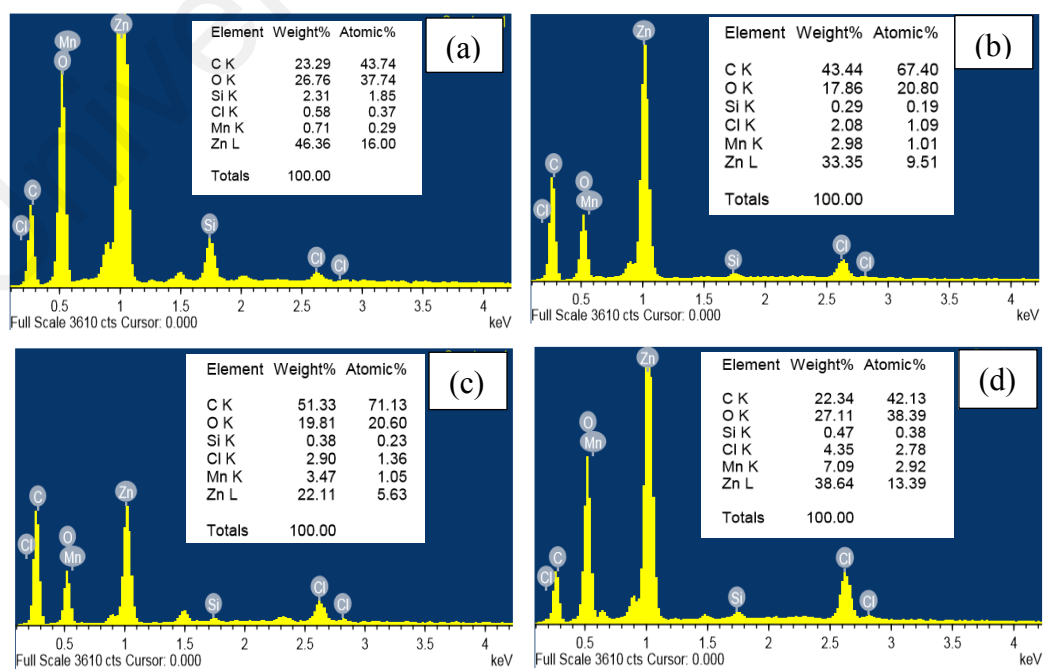 Univer
(a)
Element Weight% Atomic%
C K 23.29 43.74
O K 26.76 37.74
Si K 2.31 1.85
Cl K 0.58 0.37
Mn K 0.71 0.29
Zn L 46.36 16.00
Totals 100.00
Zn
Mn
O
C
Cl
Si
Cl
Cl
0.5 1 1.5 2 2.5 3 3.5 4
Full Scale 3610 cts Cursor: 0.000 keV
(b)
Element Weight% Atomic%
C K 43.44 67.40
O K 17.86 20.80
Si K 0.29 0.19
Cl K 2.08 1.09
Mn K 2.98 1.01
Zn L 33.35 9.51
Totals 100.00
Zn
C
O
Mn
Cl
Si
Cl
Cl
0.5 1 1.5 2 2.5 3 3.5 4
Full Scale 3610 cts Cursor: 0.000 keV
(c)
Element Weight% Atomic%
C K 51.33 71.13
O K 19.81 20.60
Si K 0.38 0.23
Cl K 2.90 1.36
Mn K 3.47 1.05
Zn L 22.11 5.63
Totals 100.00
C
Zn
O
Cl
Mn
Si
Cl
Cl
0.5 1 1.5 2 2.5 3 3.5 4
Full Scale 3610 cts Cursor: 0.000 keV
(d)
Element Weight% Atomic%
C K 22.34 42.13
O K 27.11 38.39
Si K 0.47 0.38
Cl K 4.35 2.78
Mn K 7.09 2.92
Zn L 38.64 13.39
Totals 100.00
Zn
O
Mn
C
Cl
Si
Cl
Cl
0.5 1 1.5 2 2.5 3 3.5 4
Full Scale 3610 cts Cursor: 0.000 keV